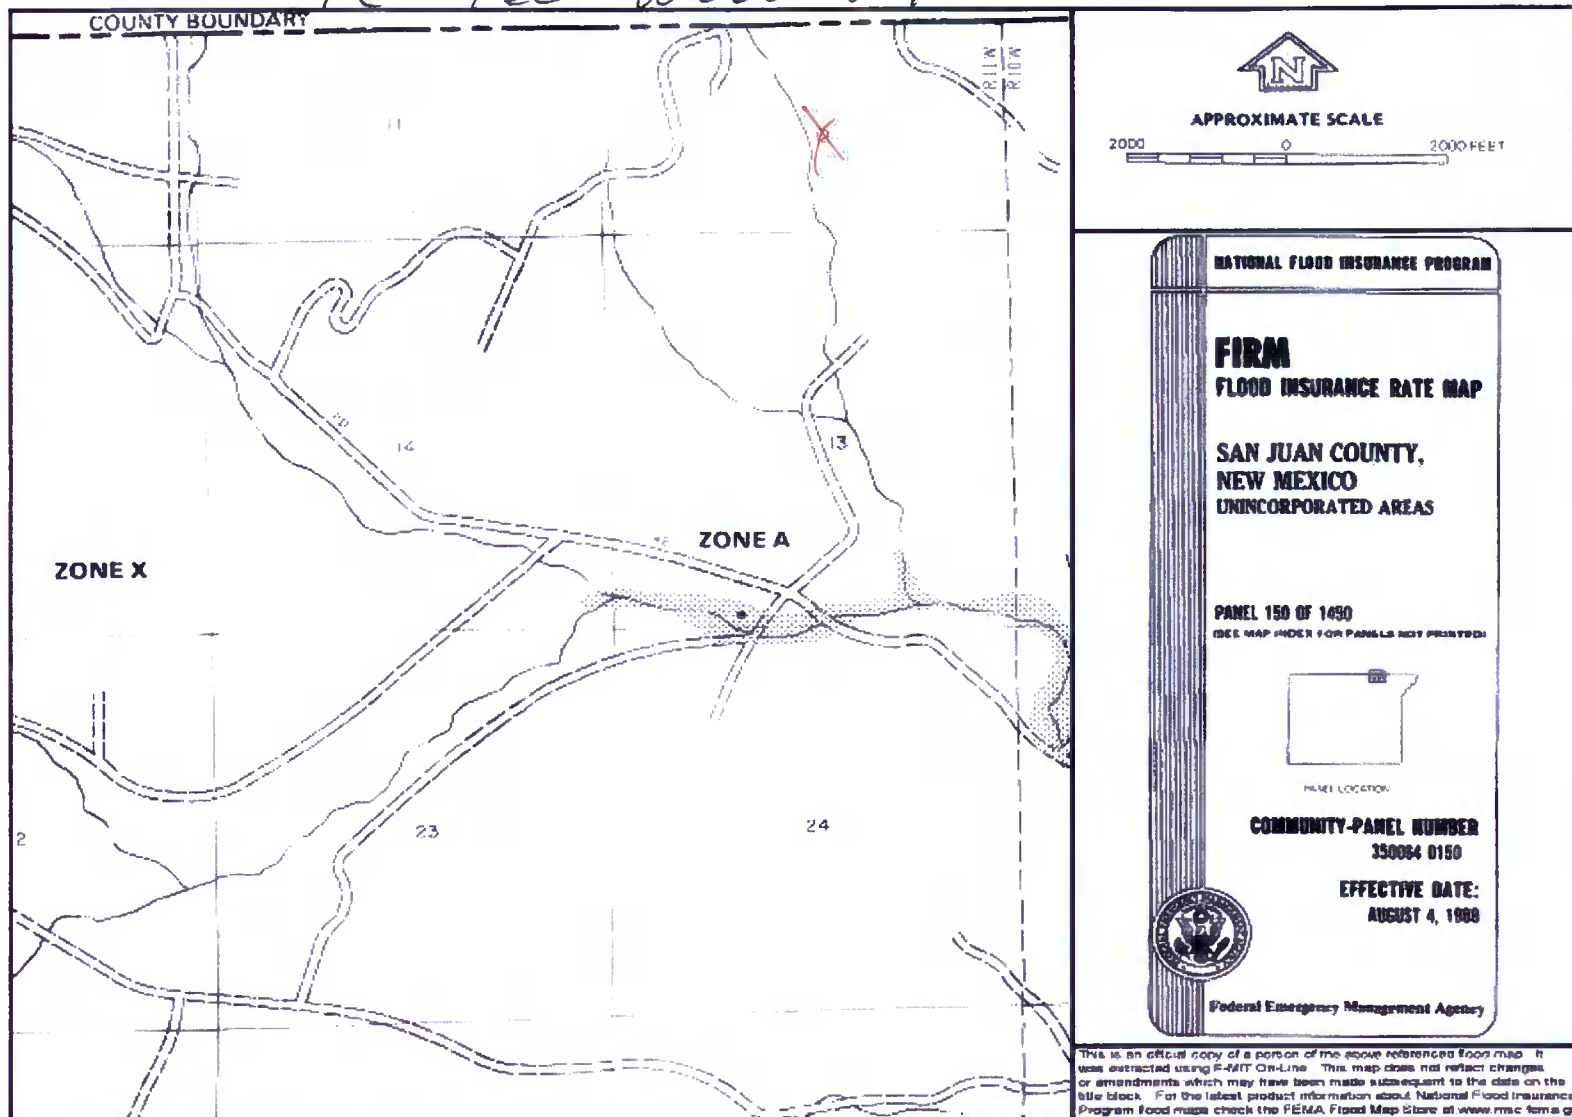 COUNTY BOUNDARY
R11W
R10W
11
14
13
ZONE A
ZONE X
23
24
2
N
APPROXIMATE SCALE
2000 0 2000 FEET
NATIONAL FLOOD INSURANCE PROGRAM
FIRM
FLOOD INSURANCE RATE MAP
SAN JUAN COUNTY,
NEW MEXICO
UNINCORPORATED AREAS
PANEL 150 OF 1450
(SEE MAP INDEX FOR PANELS NOT PRINTED)
PANEL LOCATION
COMMUNITY-PANEL NUMBER
350064 0150
EFFECTIVE DATE:
AUGUST 4, 1988
Federal Emergency Management Agency
This is an official copy of a portion of the above referenced flood map. It
was extracted using F-MIT On-Line. This map does not reflect changes
or amendments which may have been made subsequent to the date on the
title block. For the latest product information about National Flood Insurance
Program flood maps check the FEMA Flood Map Store at www.msc.fema.g